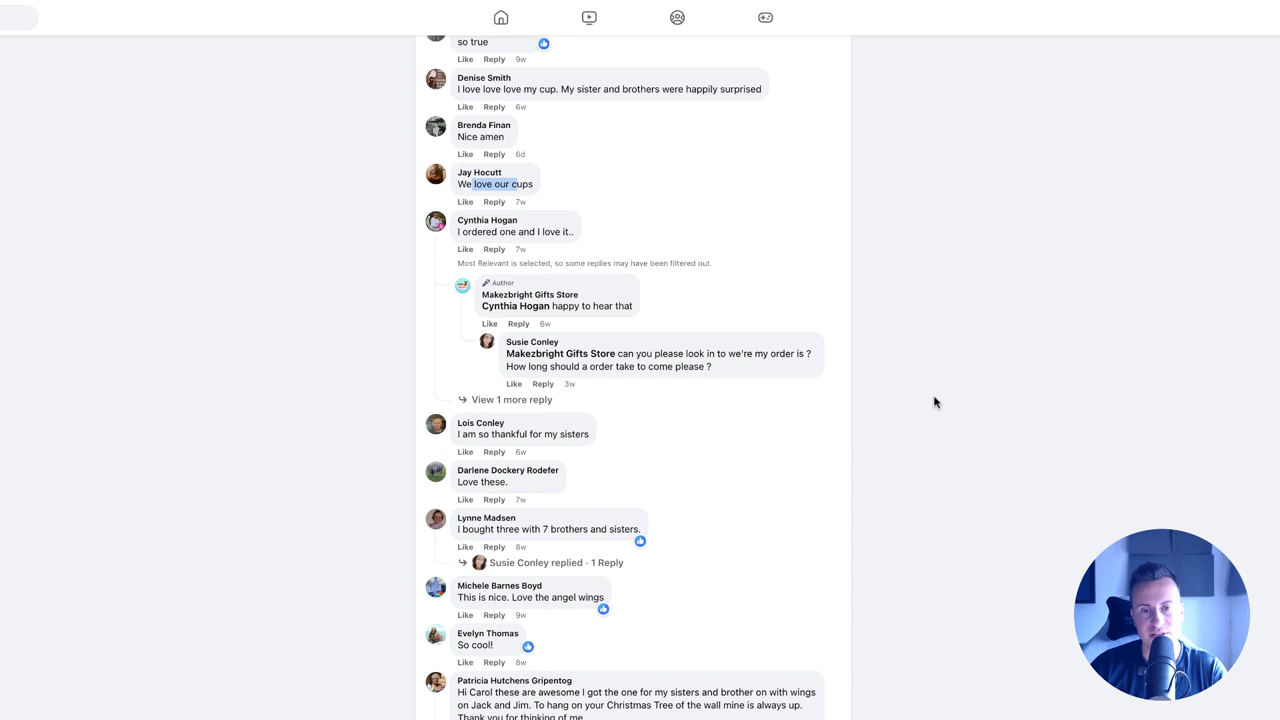 so true
Like Reply 9w
Denise Smith
I love love love my cup. My sister and brothers were happily surprised
Like Reply 6w
Brenda Finan
Nice amen
Like Reply 6d
Jay Hocutt
We love our cups
Like Reply 7w
Cynthia Hogan
I ordered one and I love it..
Like Reply 7w
Most Relevant is selected, so some replies may have been filtered out.
Author
Makezbright Gifts Store
Cynthia Hogan happy to hear that
Like Reply 6w
Susie Conley
Makezbright Gifts Store can you please look in to we're my order is ?
How long should a order take to come please ?
Like Reply 3w
View 1 more reply
Lois Conley
I am so thankful for my sisters
Like Reply 6w
Darlene Dockery Rodefer
Love these.
Like Reply 7w
Lynne Madsen
I bought three with 7 brothers and sisters.
Like Reply 8w
Susie Conley replied · 1 Reply
Michele Barnes Boyd
This is nice. Love the angel wings
Like Reply 9w
Evelyn Thomas
So cool!
Like Reply 8w
Patricia Hutchens Gripentog
Hi Carol these are awesome I got the one for my sisters and brother on with wings
on Jack and Jim. To hang on your Christmas Tree of the wall mine is always up.
Thank you for thinking of me